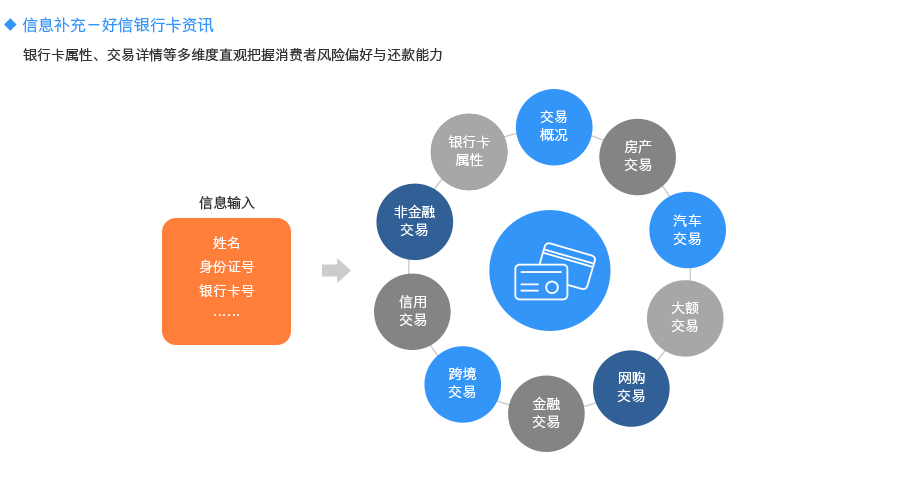 信息补充－好信银行卡资讯
银行卡属性、交易详情等多维度直观把握消费者风险偏好与还款能力
信息输入
姓名
身份证号
银行卡号
……
交易
概况
房产
交易
汽车
交易
大额
交易
网购
交易
金融
交易
跨境
交易
信用
交易
非金融
交易
银行卡
属性